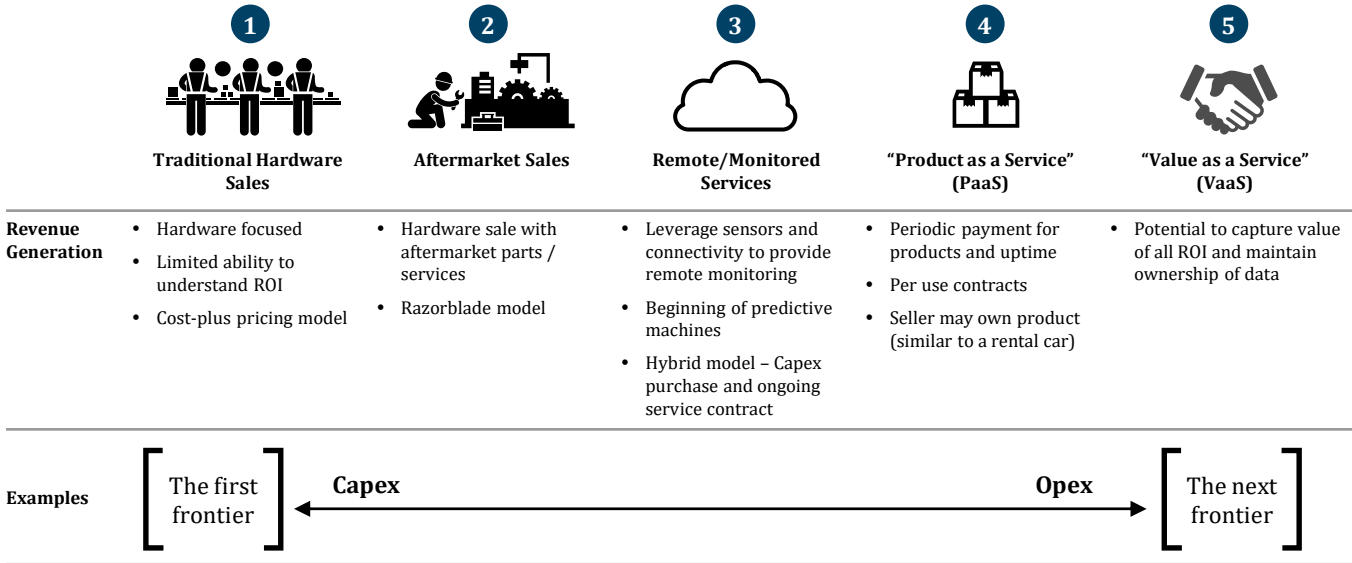 1
2
3
4
5
Traditional Hardware
Sales
Aftermarket Sales
Remote/Monitored
Services
“Product as a Service”
(PaaS)
“Value as a Service”
(VaaS)
Revenue
Generation
• Hardware focused
• Limited ability to
understand ROI
• Cost-plus pricing model
• Hardware sale with
aftermarket parts /
services
• Razorblade model
• Leverage sensors and
connectivity to provide
remote monitoring
• Beginning of predictive
machines
• Hybrid model – Capex
purchase and ongoing
service contract
• Periodic payment for
products and uptime
• Per use contracts
• Seller may own product
(similar to a rental car)
• Potential to capture value
of all ROI and maintain
ownership of data
Examples
The first
frontier
Capex
Opex
The next
frontier